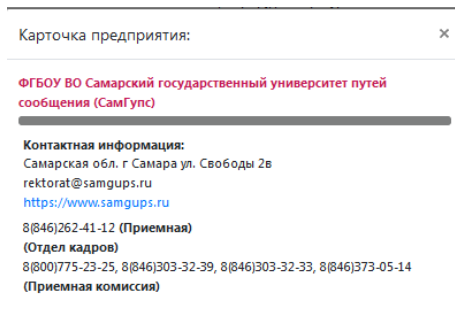 Карточка предприятия:
×
ФГБОУ ВО Самарский государственный университет путей
сообщения (СамГупс)
Контактная информация:
Самарская обл. г Самара ул. Свободы 2в
rektorat@samgups.ru
https://www.samgups.ru
8(846)262-41-12 (Приемная)
(Отдел кадров)
8(800)775-23-25, 8(846)303-32-39, 8(846)303-32-33, 8(846)373-05-14
(Приемная комиссия)